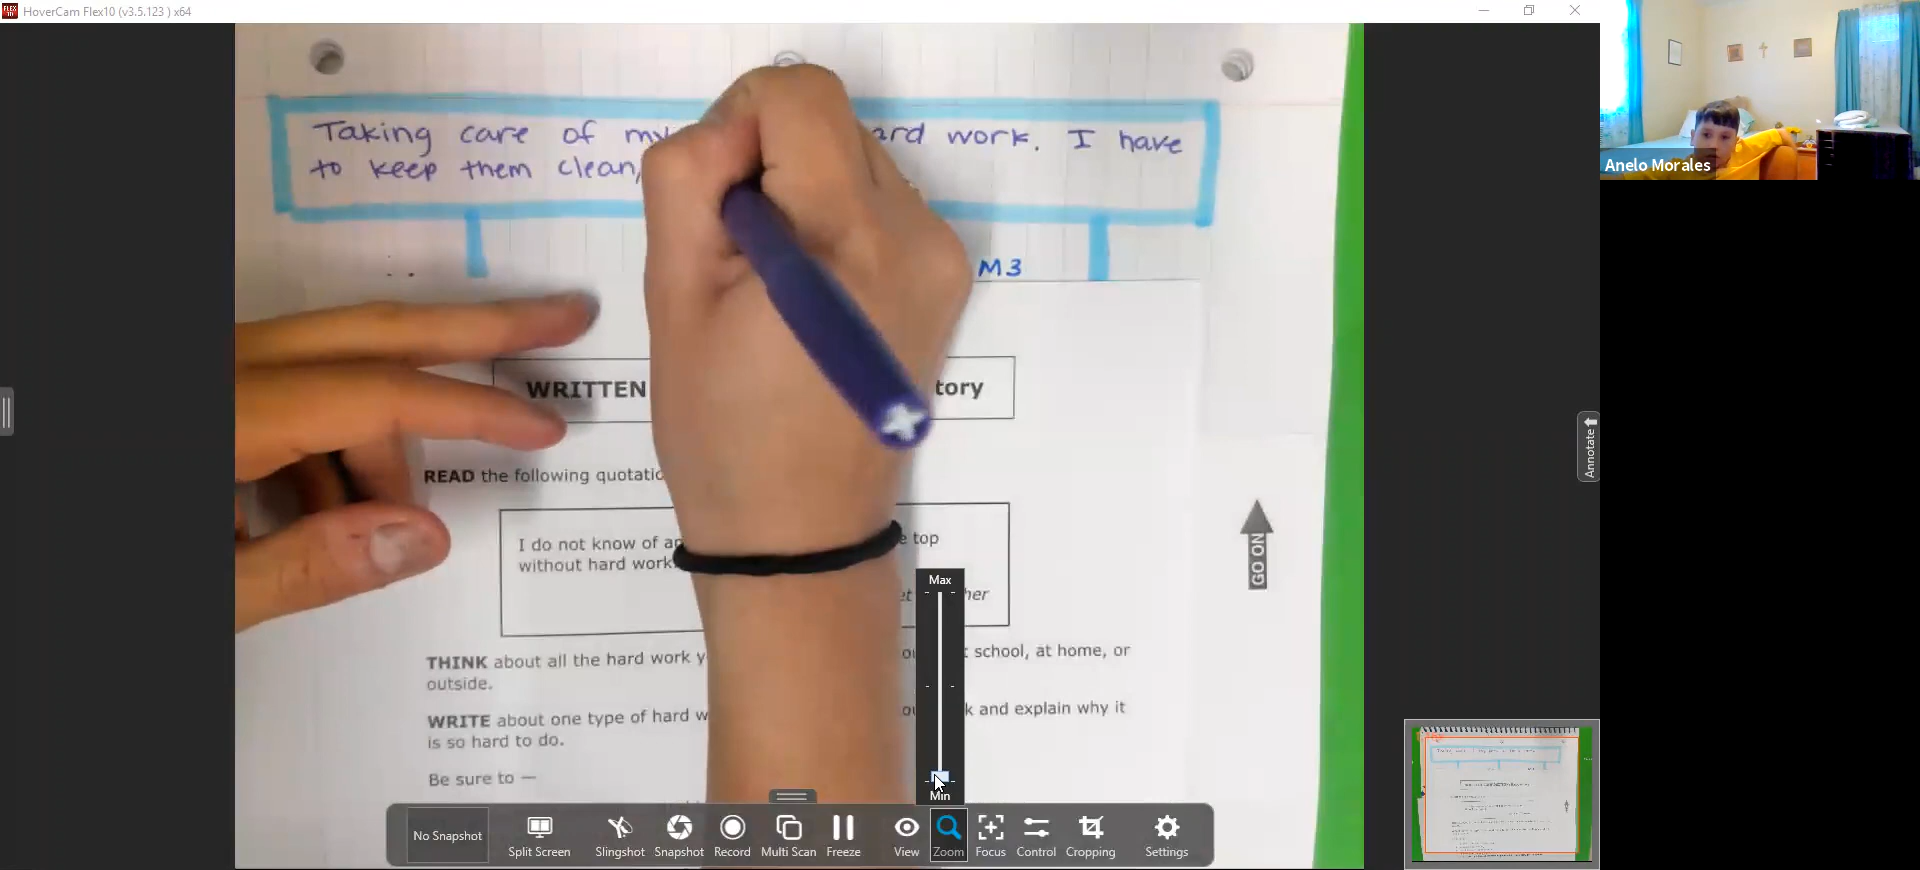 HoverCam Flex10 (v3.5.123 ) x64
Taking care of my ard work. I have
to keep them clean,
M3
WRITTEN tory
READ the following quotatio
I do not know of an e top
without hard work. et her
THINK about all the hard work y ou t school, at home, or
outside.
WRITE about one type of hard w ou k and explain why it
is so hard to do.
Be sure to —
GO ON
Max
Min
Annotate
No Snapshot
Split Screen
Slingshot
Snapshot
Record
Multi Scan
Freeze
View
Zoom
Focus
Control
Cropping
Settings
Anelo Morales